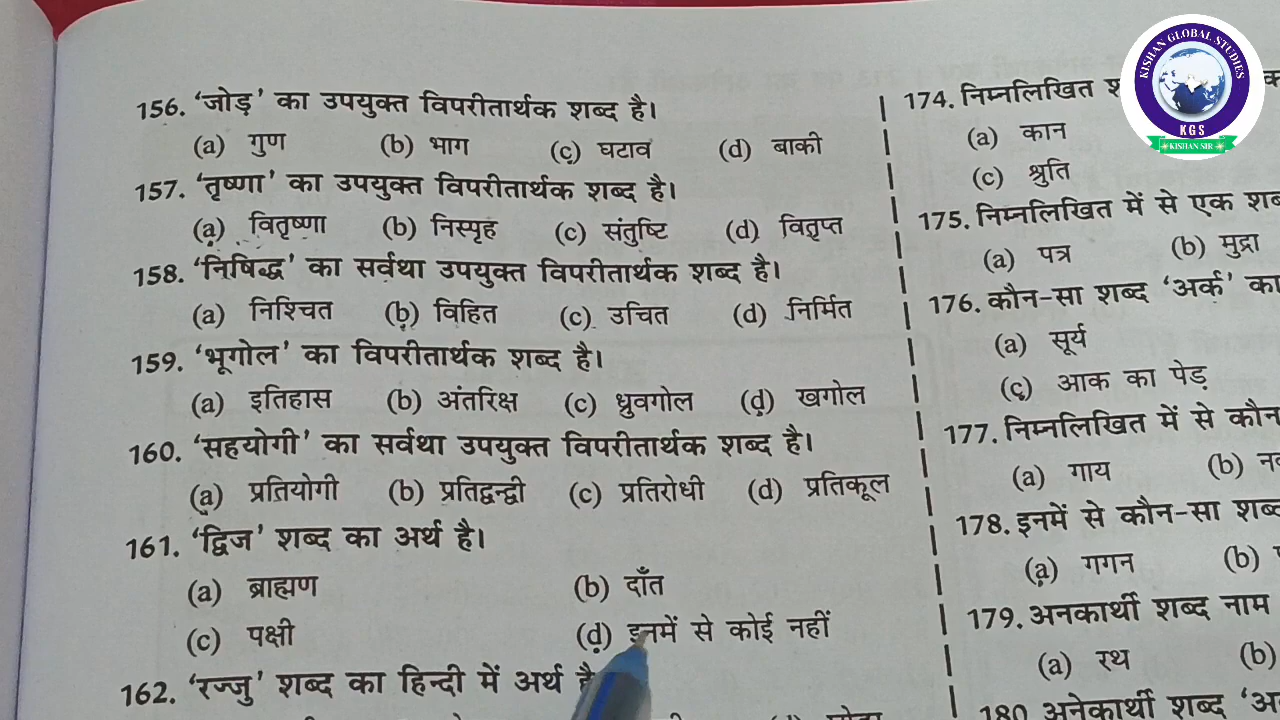 156. 'जोड़' का उपयुक्त विपरीतार्थक शब्द है।
(a) गुण (b) भाग (c) घटाव (d) बाकी
157. 'तृष्णा' का उपयुक्त विपरीतार्थक शब्द है।
(a) वितृष्णा (b) निस्पृह (c) संतुष्टि (d) वितृप्त
158. 'निषिद्ध' का सर्वथा उपयुक्त विपरीतार्थक शब्द है।
(a) निश्चित (b) विहित (c) उचित (d) निर्मित
159. 'भूगोल' का विपरीतार्थक शब्द है।
(a) इतिहास (b) अंतरिक्ष (c) ध्रुवगोल (d) खगोल
160. 'सहयोगी' का सर्वथा उपयुक्त विपरीतार्थक शब्द है।
(a) प्रतियोगी (b) प्रतिद्वन्द्वी (c) प्रतिरोधी (d) प्रतिकूल
161. 'द्विज' शब्द का अर्थ है।
(a) ब्राह्मण (b) दाँत
(c) पक्षी (d) इनमें से कोई नहीं
162. 'रज्जु' शब्द का हिन्दी में अर्थ है
174. निम्नलिखित
(a) कान
(c) श्रुति
175. निम्नलिखित में से एक
(a) पत्र (b) मुद्रा
176. कौन-सा शब्द 'अर्क' का
(a) सूर्य
(c) आक का पेड़
177. निम्नलिखित में से कौन
(a) गाय (b)
178. इनमें से कौन-सा
(a) गगन (b)
179. अनकार्थी शब्द नाम
(a) रथ (b)
180. अनेकार्थी शब्द
KISHAN GLOBAL STUDIES
KGS
KISHAN SIR